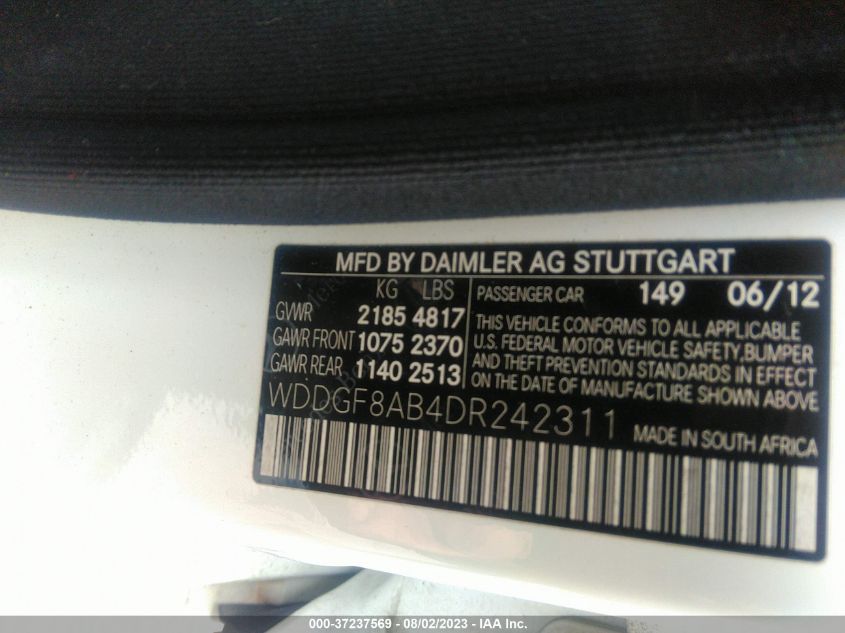 MFD BY DAIMLER AG STUTTGART
KG LBS
GVWR 2185 4817
GAWR FRONT 1075 2370
GAWR REAR 1140 2513
PASSENGER CAR 149 06/12
THIS VEHICLE CONFORMS TO ALL APPLICABLE
U.S. FEDERAL MOTOR VEHICLE SAFETY,BUMPER
AND THEFT PREVENTION STANDARDS IN EFFECT
ON THE DATE OF MANUFACTURE SHOWN ABOVE
WDDGF8AB4DR242311
MADE IN SOUTH AFRICA
000-37237569 - 08/02/2023 - IAA Inc.